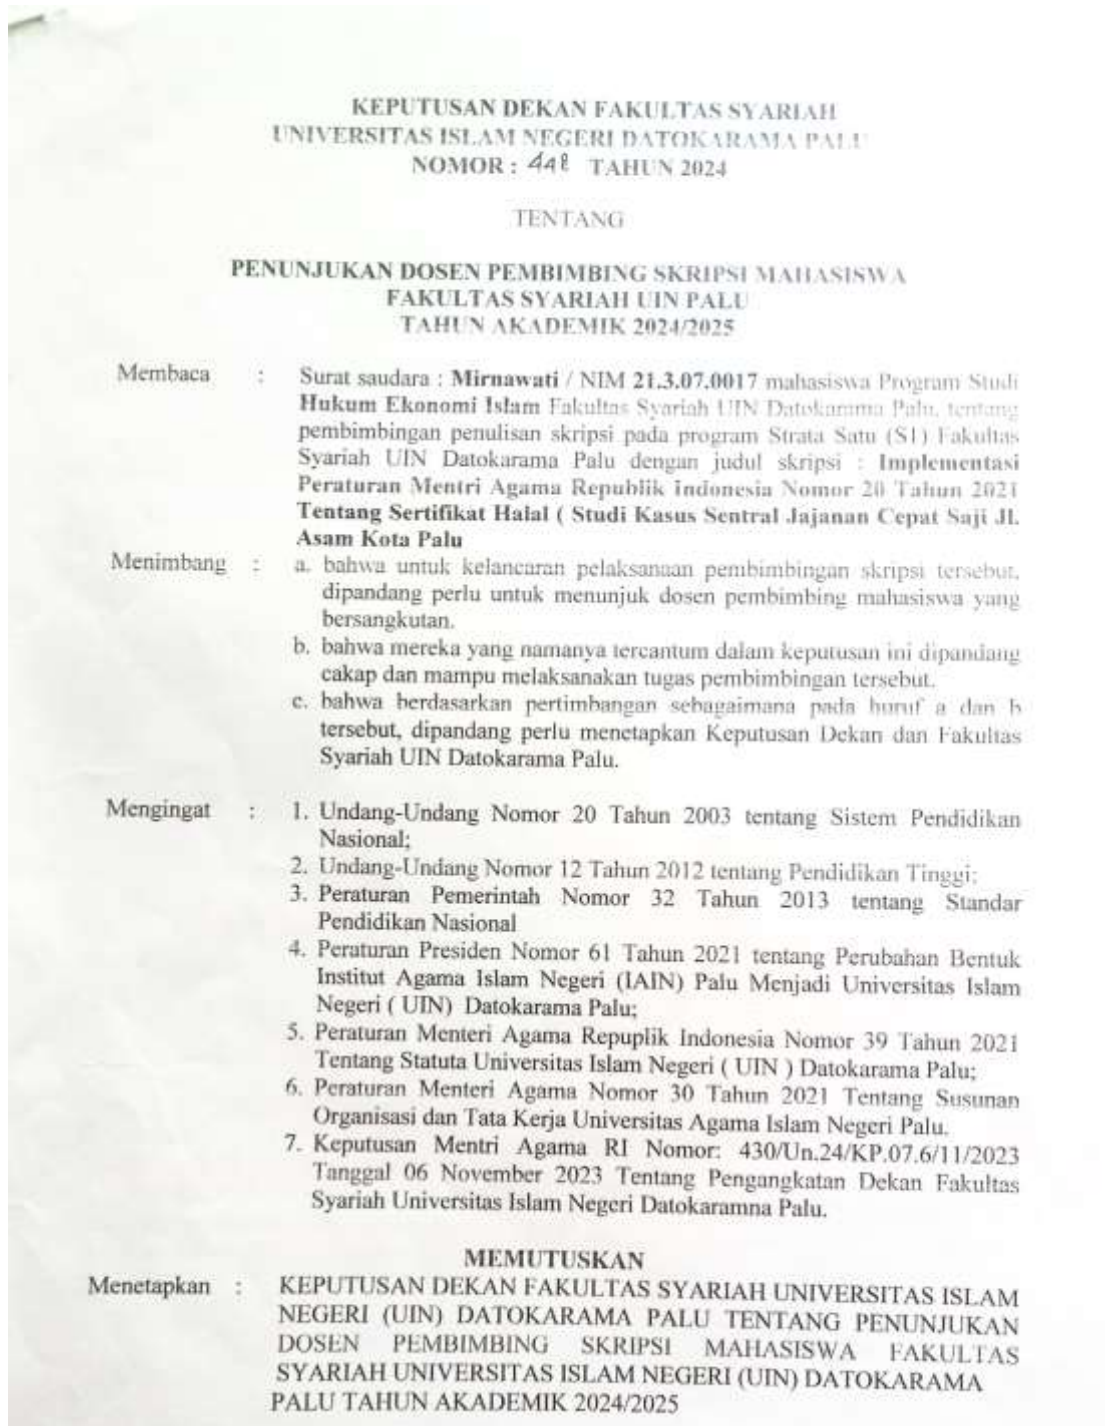 KEPUTUSAN DEKAN FAKULTAS SYARIAH
UNIVERSITAS ISLAM NEGERI DATOKARAMA PALU
NOMOR : 448 TAHUN 2024
TENTANG
PENUNJUKAN DOSEN PEMBIMBING SKRIPSI MAHASISWA
FAKULTAS SYARIAH UIN PALU
TAHUN AKADEMIK 2024/2025
Membaca : Surat saudara : Mirnawati / NIM 21.3.07.0017 mahasiswa Program Studi
Hukum Ekonomi Islam Fakultas Syariah UIN Datokarama Palu, tentang
pembimbingan penulisan skripsi pada program Strata Satu (S1) Fakultas
Syariah UIN Datokarama Palu dengan judul skripsi : Implementasi
Peraturan Mentri Agama Republik Indonesia Nomor 20 Tahun 2021
Tentang Sertifikat Halal ( Studi Kasus Sentral Jajanan Cepat Saji Jl.
Asam Kota Palu
Menimbang : a. bahwa untuk kelancaran pelaksanaan pembimbingan skripsi tersebut,
dipandang perlu untuk menunjuk dosen pembimbing mahasiswa yang
bersangkutan.
b. bahwa mereka yang namanya tercantum dalam keputusan ini dipandang
cakap dan mampu melaksanakan tugas pembimbingan tersebut.
c. bahwa berdasarkan pertimbangan sebagaimana pada huruf a dan b
tersebut, dipandang perlu menetapkan Keputusan Dekan dan Fakultas
Syariah UIN Datokarama Palu.
Mengingat : 1. Undang-Undang Nomor 20 Tahun 2003 tentang Sistem Pendidikan
Nasional;
2. Undang-Undang Nomor 12 Tahun 2012 tentang Pendidikan Tinggi;
3. Peraturan Pemerintah Nomor 32 Tahun 2013 tentang Standar
Pendidikan Nasional
4. Peraturan Presiden Nomor 61 Tahun 2021 tentang Perubahan Bentuk
Institut Agama Islam Negeri (IAIN) Palu Menjadi Universitas Islam
Negeri ( UIN) Datokarama Palu;
5. Peraturan Menteri Agama Repuplik Indonesia Nomor 39 Tahun 2021
Tentang Statuta Universitas Islam Negeri ( UIN ) Datokarama Palu;
6. Peraturan Menteri Agama Nomor 30 Tahun 2021 Tentang Susunan
Organisasi dan Tata Kerja Universitas Agama Islam Negeri Palu.
7. Keputusan Mentri Agama RI Nomor: 430/Un.24/KP.07.6/11/2023
Tanggal 06 November 2023 Tentang Pengangkatan Dekan Fakultas
Syariah Universitas Islam Negeri Datokaramna Palu.
MEMUTUSKAN
Menetapkan : KEPUTUSAN DEKAN FAKULTAS SYARIAH UNIVERSITAS ISLAM
NEGERI (UIN) DATOKARAMA PALU TENTANG PENUNJUKAN
DOSEN PEMBIMBING SKRIPSI MAHASISWA FAKULTAS
SYARIAH UNIVERSITAS ISLAM NEGERI (UIN) DATOKARAMA
PALU TAHUN AKADEMIK 2024/2025